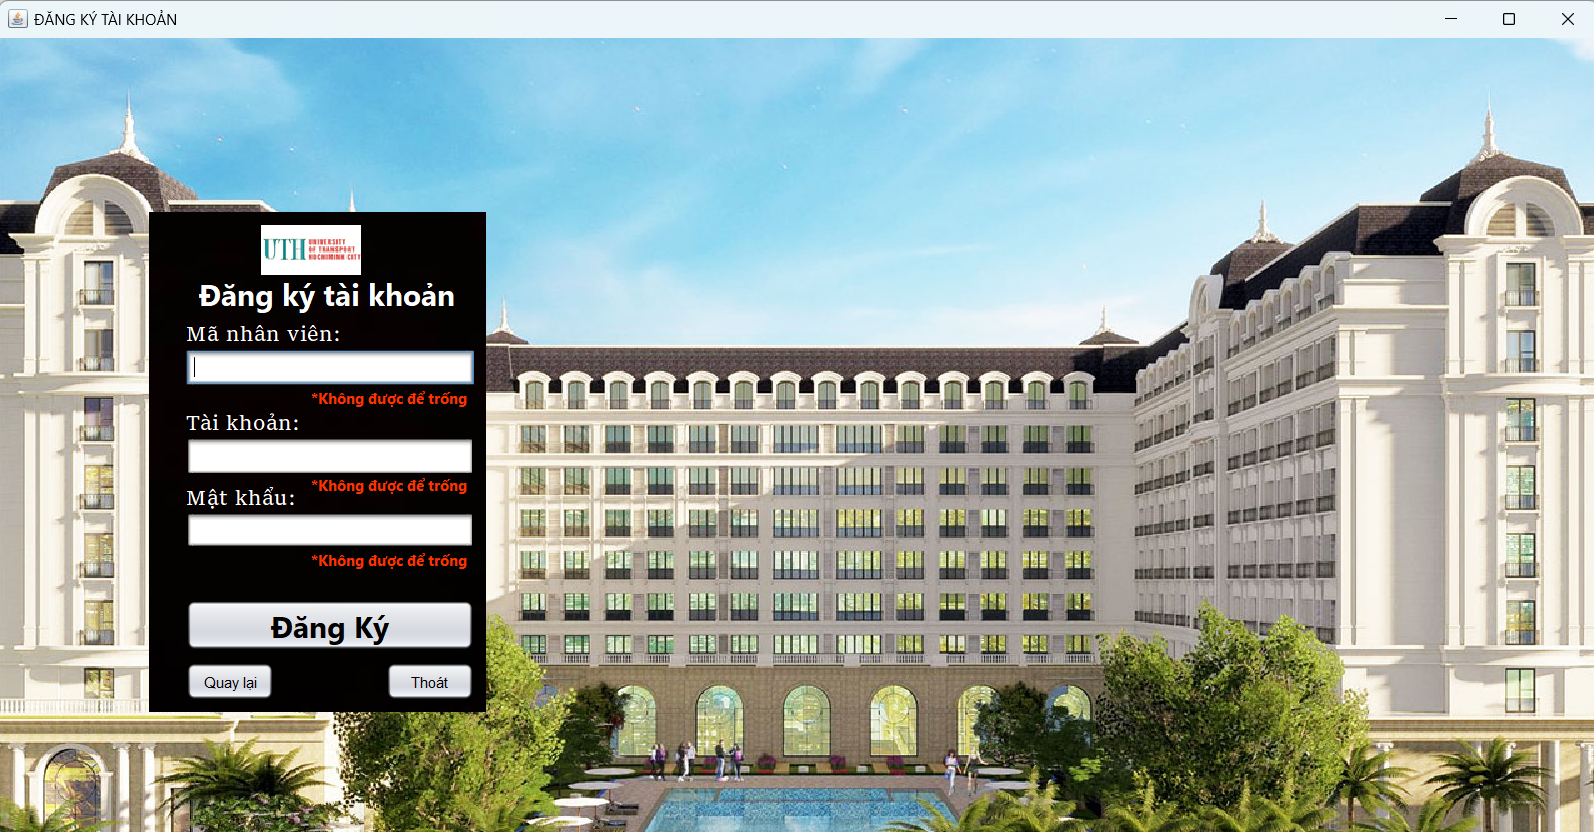 ĐĂNG KÝ TÀI KHOẢN
UTH UNIVERSITY
OF TRANSPORT
HOCHIMINH CITY
Đăng ký tài khoản
Mã nhân viên:
*Không được để trống
Tài khoản:
*Không được để trống
Mật khẩu:
*Không được để trống
Đăng Ký
Quay lại
Thoát